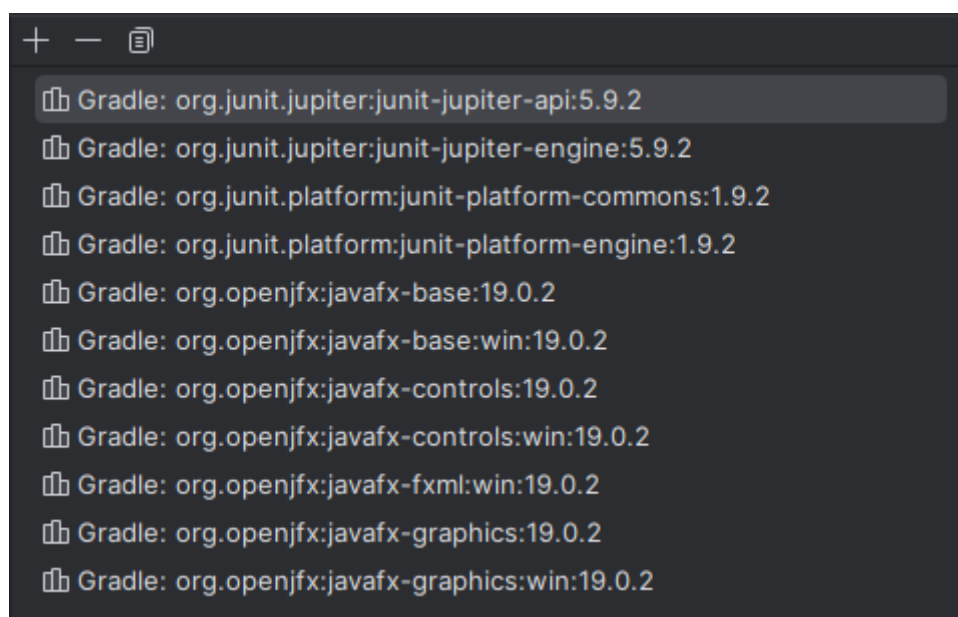 Gradle: org.junit.jupiter:junit-jupiter-api:5.9.2
Gradle: org.junit.jupiter:junit-jupiter-engine:5.9.2
Gradle: org.junit.platform:junit-platform-commons:1.9.2
Gradle: org.junit.platform:junit-platform-engine:1.9.2
Gradle: org.openjfx:javafx-base:19.0.2
Gradle: org.openjfx:javafx-base:win:19.0.2
Gradle: org.openjfx:javafx-controls:19.0.2
Gradle: org.openjfx:javafx-controls:win:19.0.2
Gradle: org.openjfx:javafx-fxml:win:19.0.2
Gradle: org.openjfx:javafx-graphics:19.0.2
Gradle: org.openjfx:javafx-graphics:win:19.0.2